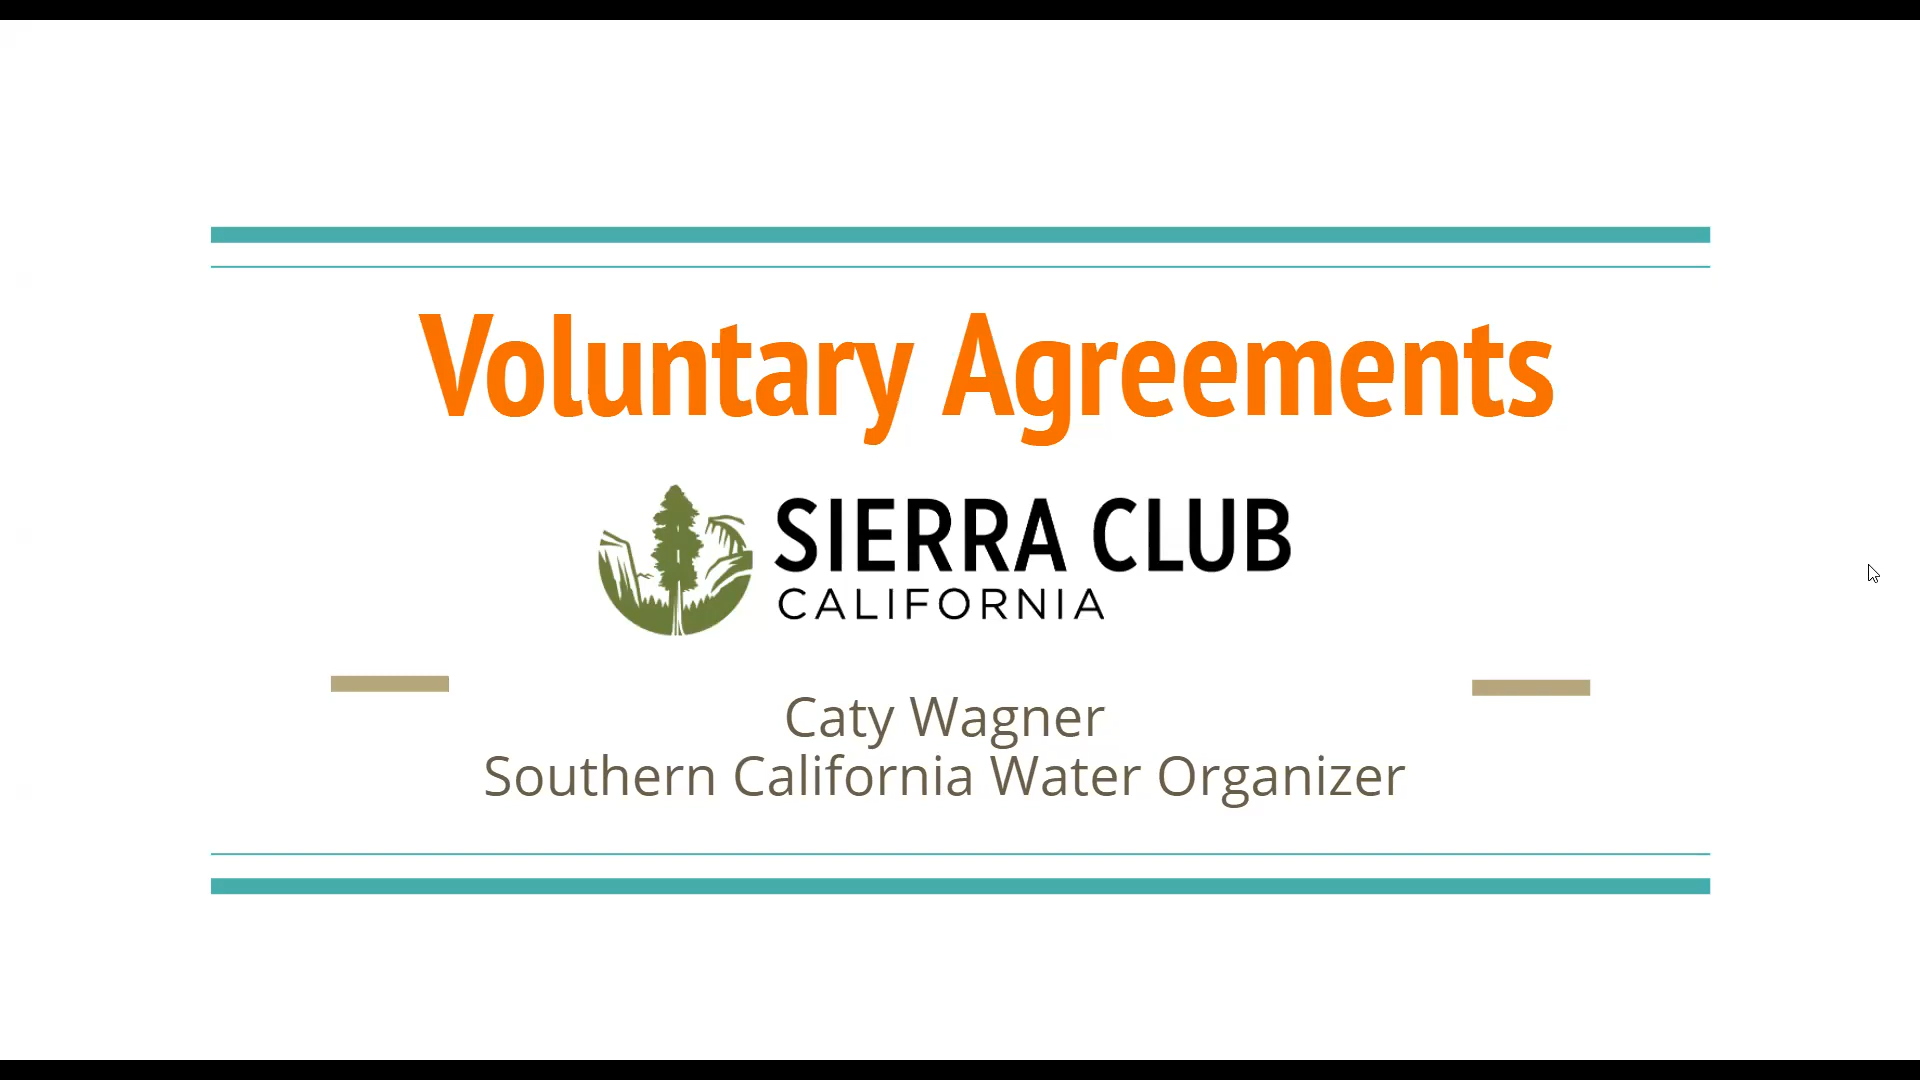 Voluntary Agreements
SIERRA CLUB
CALIFORNIA
Caty Wagner
Southern California Water Organizer